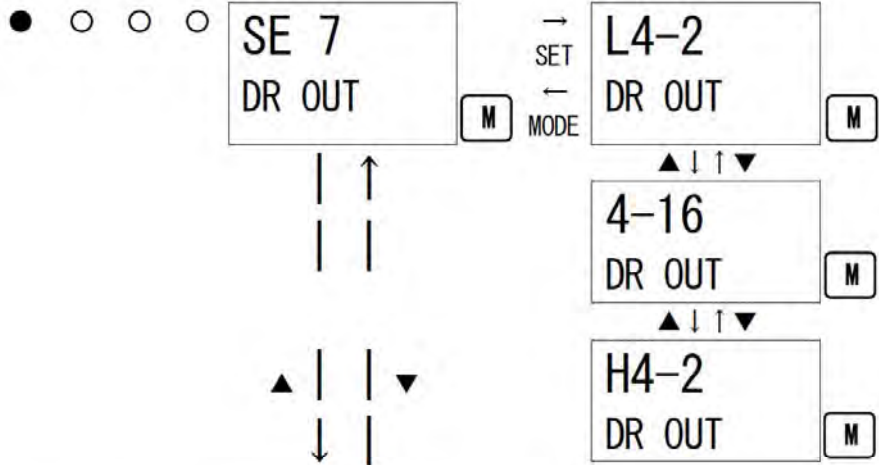 SE 7
DR OUT
M
→
SET
←
MODE
L4-2
DR OUT
M
▲↓↑▼
4-16
DR OUT
M
▲↓↑▼
H4-2
DR OUT
M
▲ ▼